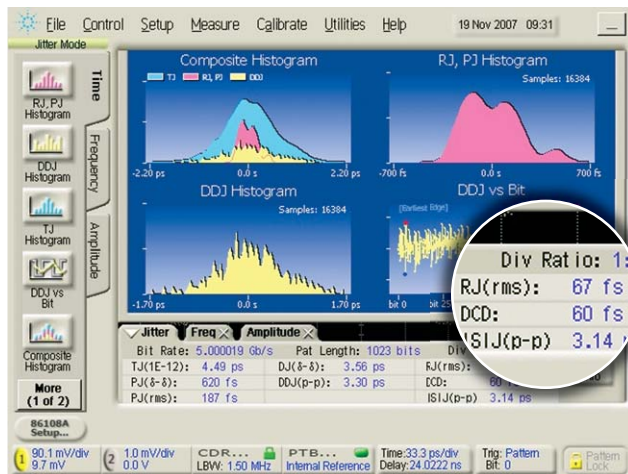 File Control Setup Measure Calibrate Utilities Help 19 Nov 2007 09:31
Jitter Mode
Time
Frequency
Amplitude
RJ, PJ
Histogram
DDJ
Histogram
TJ
Histogram
DDJ vs
Bit
Composite
Histogram
More
(1 of 2)
86108A
Setup...
Composite Histogram
TJ RJ, PJ DDJ
-2.20 ps 0.0 s 2.20 ps
RJ, PJ Histogram
Samples: 16384
-700 fs 0.0 s 700 fs
DDJ Histogram
Samples: 16384
-1.70 ps 0.0 s 1.70 ps
DDJ vs Bit
[Earliest Edge]
bit 0
Div Ratio: 1:
RJ(rms): 67 fs
DCD: 60 fs
ISIJ(p-p) 3.14
Jitter Freq Amplitude
Bit Rate: 5.000019 Gb/s Pat Length: 1023 bits Div
TJ(1E-12): 4.49 ps DJ(δ-δ): 3.56 ps RJ(rms):
PJ(δ-δ): 620 fs DDJ(p-p): 3.30 ps DCD: 60 fs
PJ(rms): 187 fs ISIJ(p-p) 3.14 ps
1 90.1 mV/div
9.7 mV
2 1.0 mV/div
0.0 V
CDR...
LBW: 1.50 MHz
PTB...
Internal Reference
Time:33.3 ps/div
Delay:24.0222 ns
Trig: Pattern
Bit: 0
Pattern
Lock